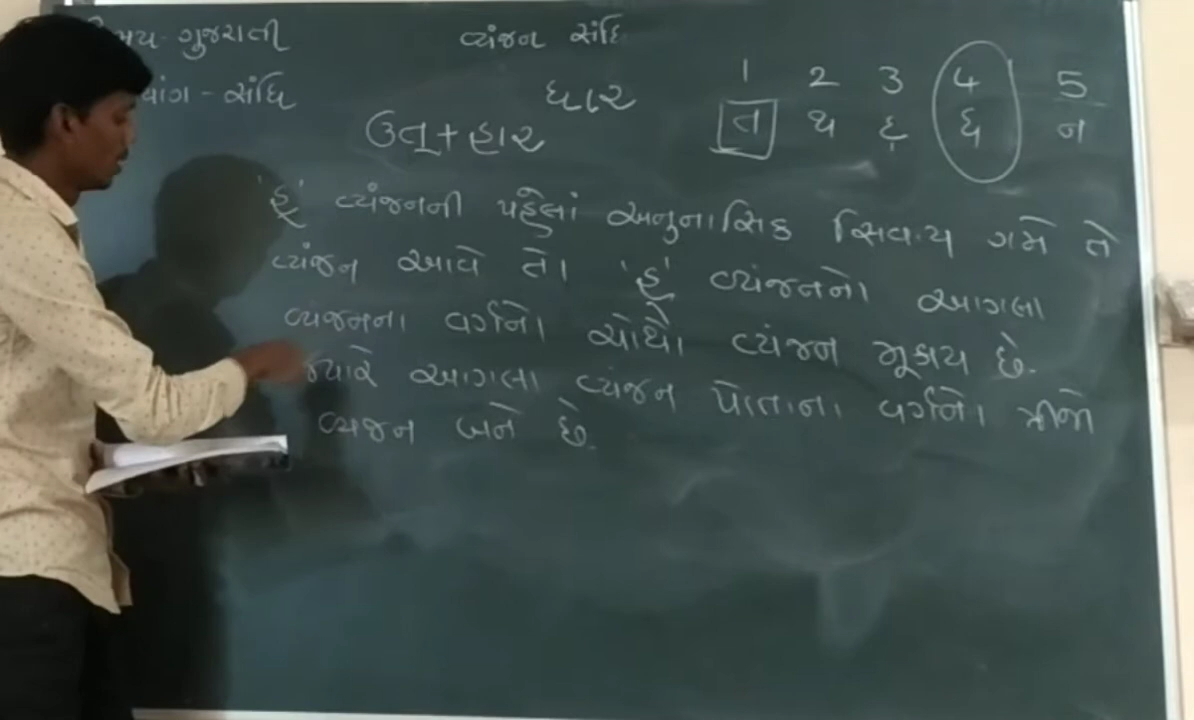 ગુજરાતી
વ્યંજન સંધિ
સંધિ
ધાર
ઉત્ + હાર
1 2 3 4 5
ત થ દ્ ધ ન
'હ્' વ્યંજનની પહેલાં અનુનાસિક સિવાય ગમે તે
વ્યંજન આવે તો 'હ્' વ્યંજનનો આગલા
વ્યંજનના વર્ગનો ચોથો વ્યંજન મૂકાય છે.
જ્યારે આગલા વ્યંજન પોતાના વર્ગનો ત્રીજો
વ્યજન બને છે.